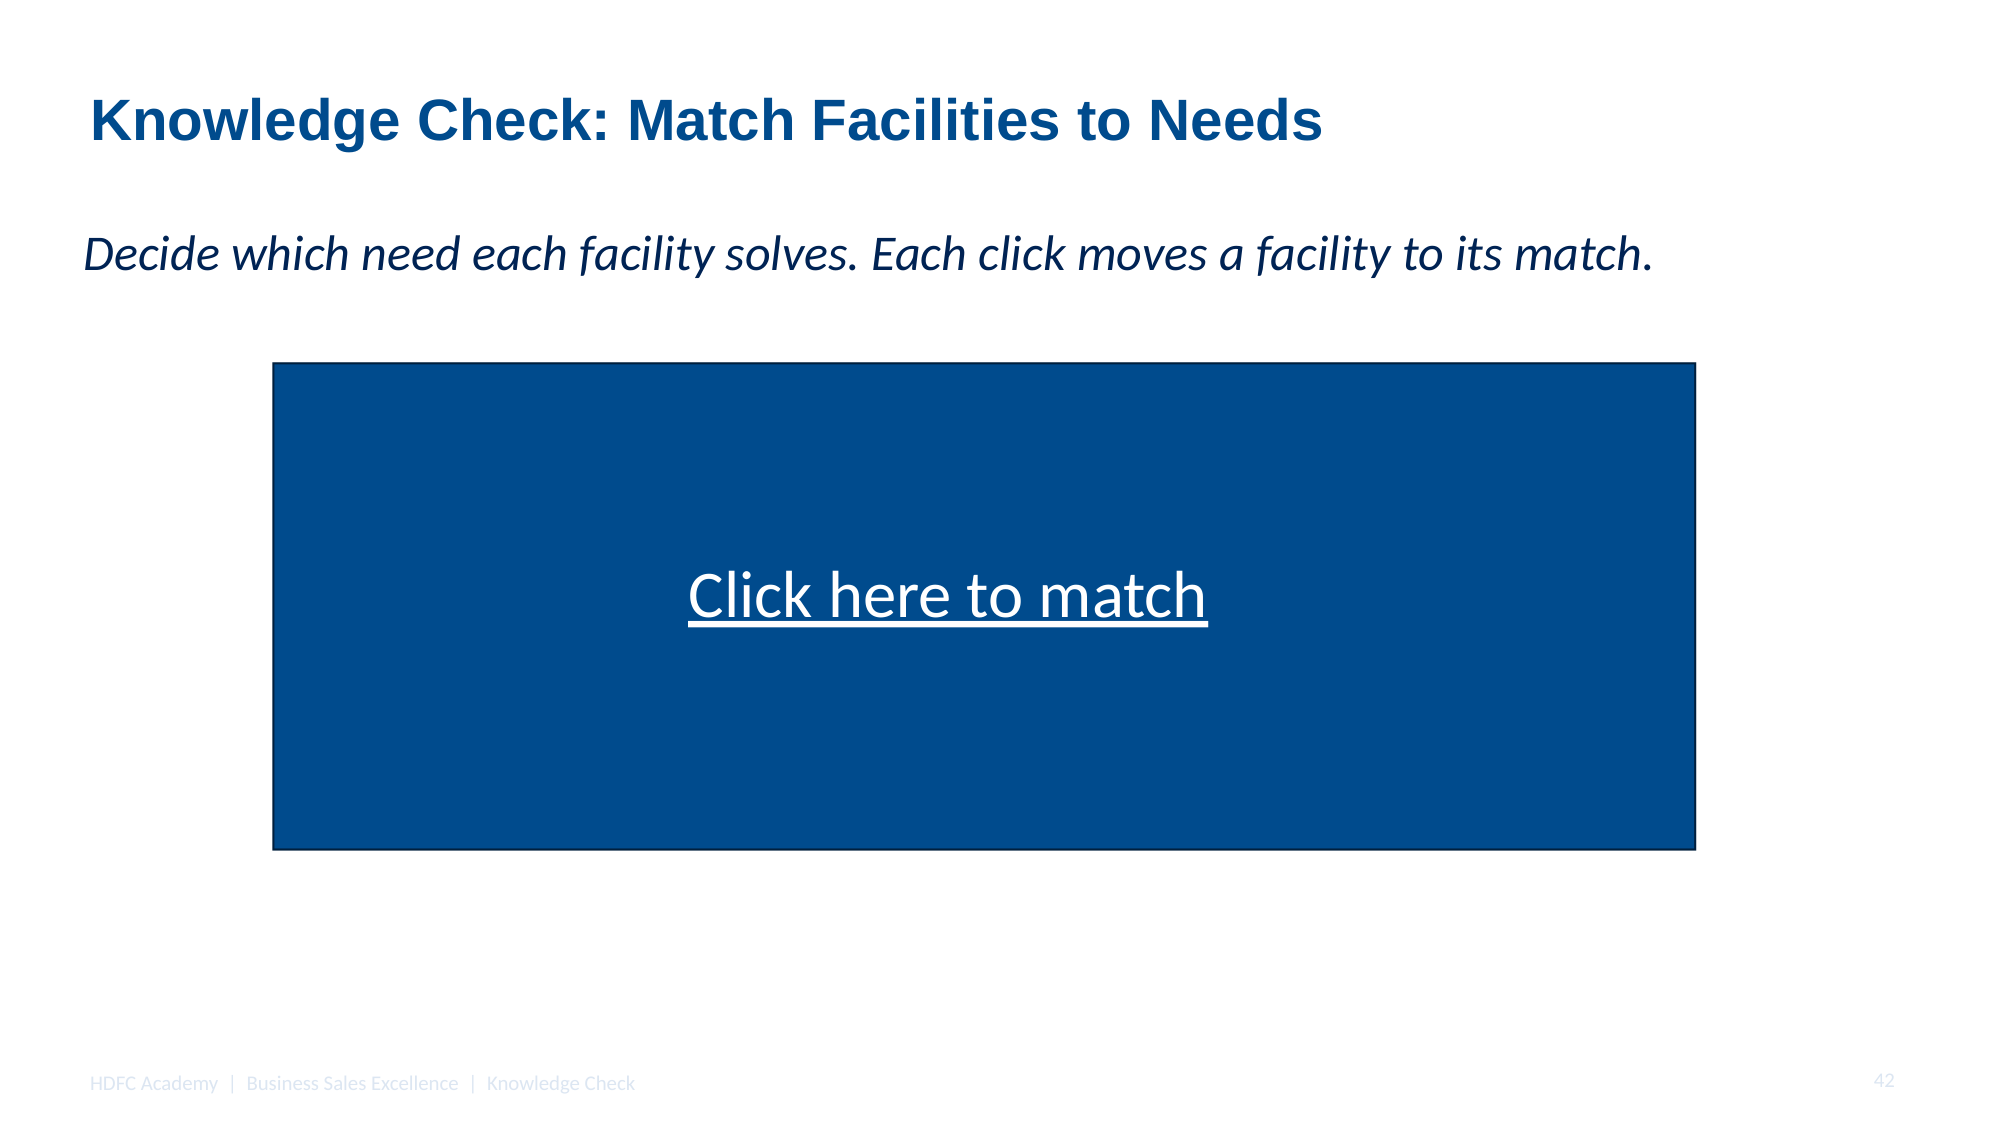 Knowledge Check: Match Facilities to Needs
Decide which need each facility solves. Each click moves a facility to its match.
Click here to match
HDFC Academy | Business Sales Excellence | Knowledge Check
42